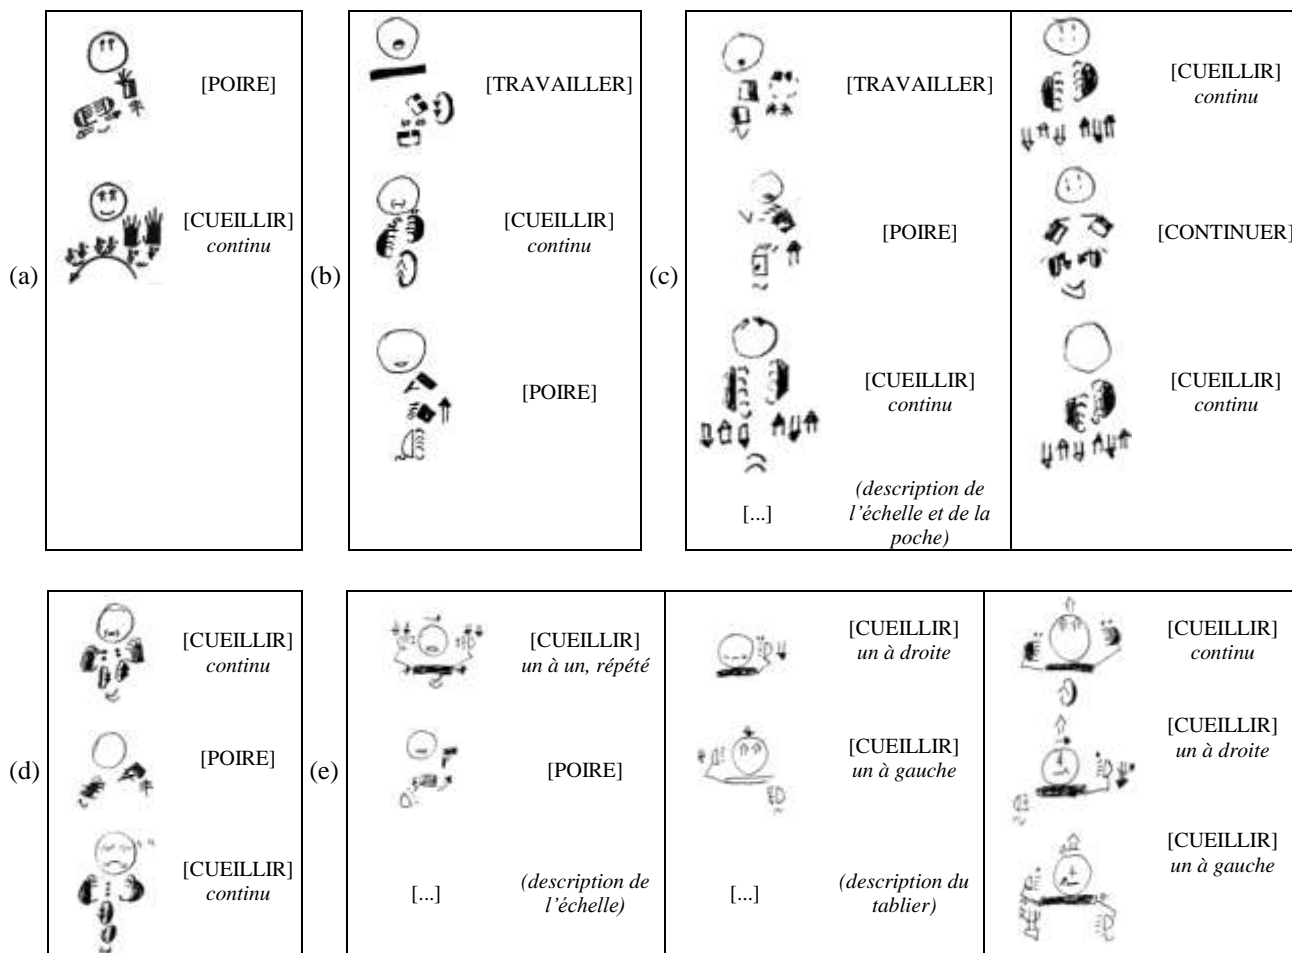 (a)
[POIRE]
[CUEILLIR]
continu
(b)
[TRAVAILLER]
[CUEILLIR]
continu
[POIRE]
(c)
[TRAVAILLER]
[POIRE]
[CUEILLIR]
continu
[...]
(description de
l'échelle et de la
poche)
[CUEILLIR]
continu
[CONTINUER]
[CUEILLIR]
continu
(d)
[CUEILLIR]
continu
[POIRE]
[CUEILLIR]
continu
(e)
[CUEILLIR]
un à un, répété
[POIRE]
[...]
(description de
l'échelle)
[CUEILLIR]
un à droite
[CUEILLIR]
un à gauche
[...]
(description du
tablier)
[CUEILLIR]
continu
[CUEILLIR]
un à droite
[CUEILLIR]
un à gauche